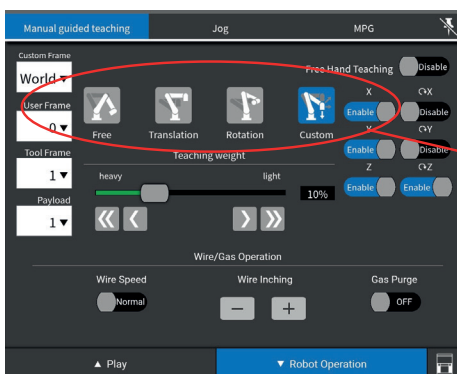 Manual guided teaching
Jog
MPG
Custom Frame
World ▼
Free Hand Teaching Disable
User Frame
0 ▼
X
↷X
Enable
Disable
Free
Translation
Rotation
Custom
Y
↷Y
Enable
Disable
Tool Frame
1 ▼
Teaching weight
Z
↷Z
heavy
light
10%
Enable
Enable
Payload
1 ▼
Wire/Gas Operation
Wire Speed
Wire Inching
Gas Purge
Normal
−
+
OFF
▲ Play
▼ Robot Operation